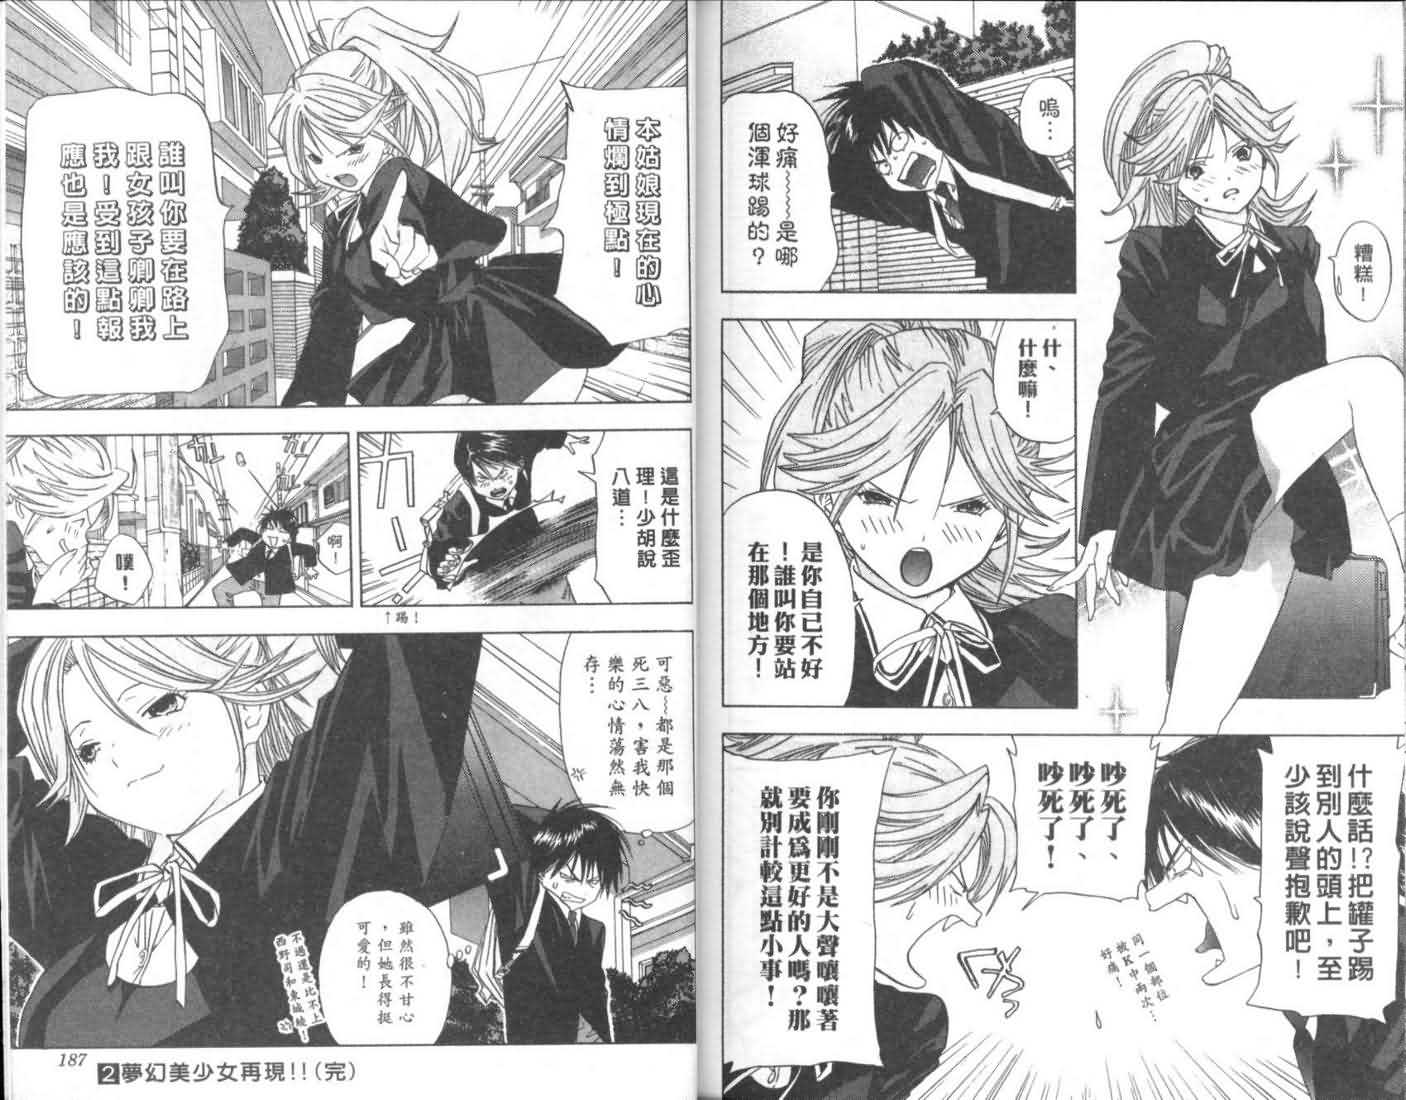 糟糕！
嗚…
好痛～～～是哪
個渾球踢的？
什、
什麼嘛！
是你自己不好
！誰叫你要站
在那個地方！
什麼話！？把罐子踢
到別人的頭上，至
少該說聲抱歉吧！
吵死了、
吵死了、
吵死了！
同一個部位
被K中兩次…
好痛！
你剛剛不是大聲嚷嚷著
要成為更好的人嗎？那
就別計較這點小事！
本姑娘現在的心
情爛到極點！
誰叫你要在路上
跟女孩子卿卿我
我！受到這點報
應也是應該的！
這是什麼歪
理！少胡說
八道…
↑踢！
啊！
噗！
可惡～都是那個
死三八，害我快
樂的心情蕩然無
存…
雖然很不甘心
，但她長得挺
可愛的！
不過還是比不上
西野司和東城綾！
187
2夢幻美少女再現！！（完）